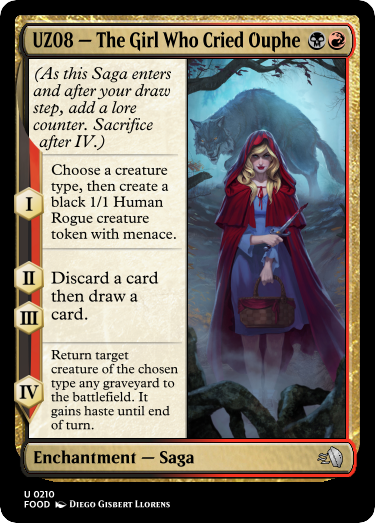 UZ08 — The Girl Who Cried Ouphe
(As this Saga enters
and after your draw
step, add a lore
counter. Sacrifice
after IV.)
I
Choose a creature
type, then create a
black 1/1 Human
Rogue creature
token with menace.
II
III
Discard a card
then draw a
card.
IV
Return target
creature of the chosen
type any graveyard to
the battlefield. It
gains haste until end
of turn.
Enchantment — Saga
U 0210
FOOD Diego Gisbert Llorens